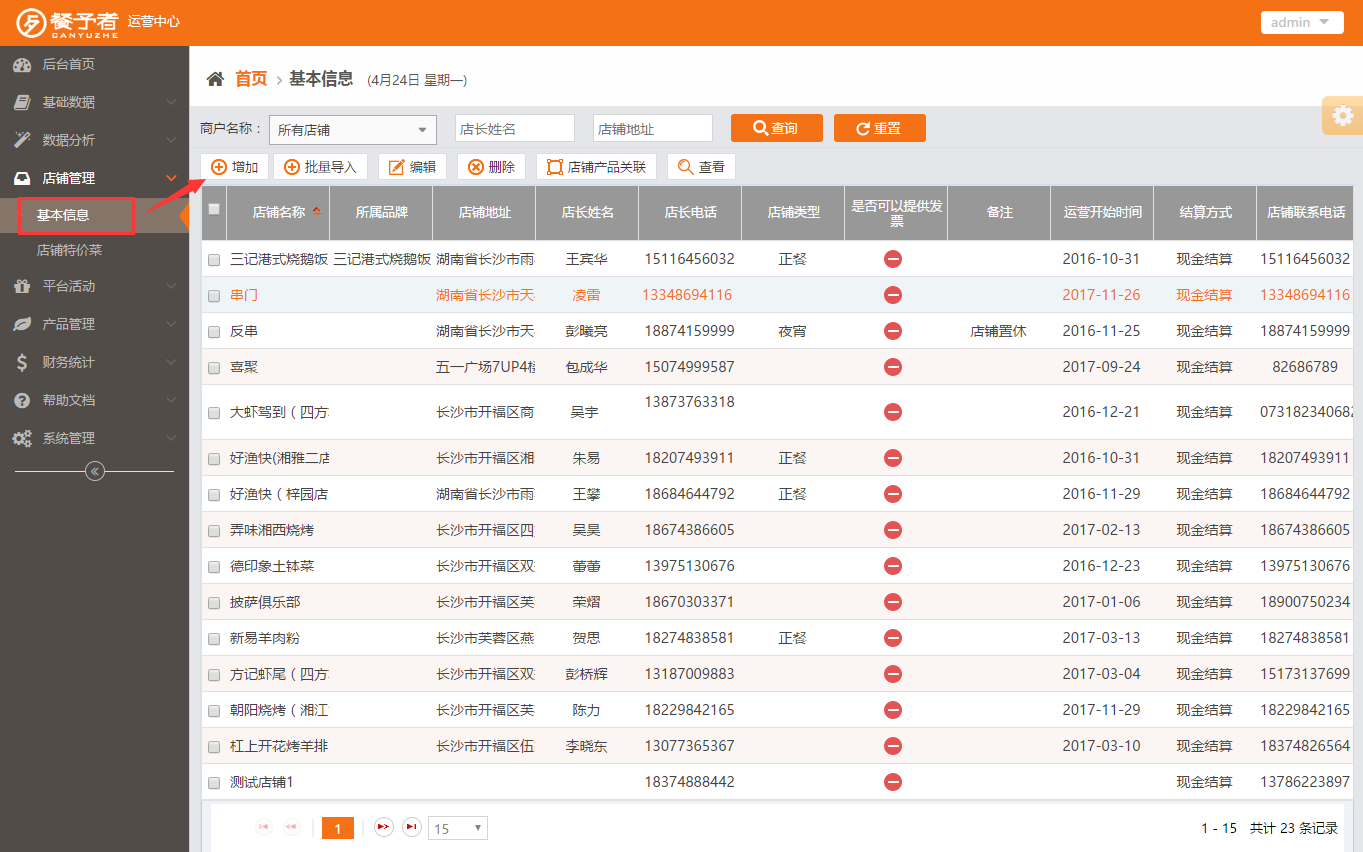 餐予者 运营中心
CANYUZHE
admin
后台首页
基础数据
数据分析
店铺管理
基本信息
店铺特价菜
平台活动
产品管理
财务统计
帮助文档
系统管理
首页 > 基本信息 (4月24日 星期一)
商户名称： 所有店铺 店长姓名 店铺地址 查询 重置
增加 批量导入 编辑 删除 店铺产品关联 查看
店铺名称 所属品牌 店铺地址 店长姓名 店长电话 店铺类型 是否可以提供发票 备注 运营开始时间 结算方式 店铺联系电话
三记港式烧鹅饭 三记港式烧鹅饭 湖南省长沙市雨 王宾华 15116456032 正餐 2016-10-31 现金结算 15116456032
串门 湖南省长沙市天 凌雷 13348694116 2017-11-26 现金结算 13348694116
反串 湖南省长沙市天 彭曦亮 18874159999 夜宵 店铺置休 2016-11-25 现金结算 18874159999
喜聚 五一广场7UP4楼 包成华 15074999587 2017-09-24 现金结算 82686789
大虾驾到（四方 长沙市开福区商 吴宇 13873763318 2016-12-21 现金结算 073182340682
好渔快(湘雅二店 长沙市开福区湘 朱易 18207493911 正餐 2016-10-31 现金结算 18207493911
好渔快（梓园店 湖南省长沙市雨 王攀 18684644792 正餐 2016-11-29 现金结算 18684644792
弄味湘西烧烤 长沙市开福区四 吴昊 18674386605 2017-02-13 现金结算 18674386605
德印象土钵菜 长沙市开福区双 蕾蕾 13975130676 2016-12-23 现金结算 13975130676
披萨俱乐部 长沙市开福区芙 荣熠 18670303371 2017-01-06 现金结算 18900750234
新易羊肉粉 长沙市芙蓉区燕 贺思 18274838581 正餐 2017-03-13 现金结算 18274838581
方记虾尾（四方 长沙市开福区双 彭桥辉 13187009883 2017-03-04 现金结算 15173137699
朝阳烧烤（湘江 长沙市开福区芙 陈力 18229842165 2017-11-29 现金结算 18229842165
杠上开花烤羊排 长沙市开福区伍 李晓东 13077365367 2017-03-10 现金结算 18374826564
测试店铺1 18374888442 现金结算 13786223897
1 15 1 - 15 共计 23 条记录